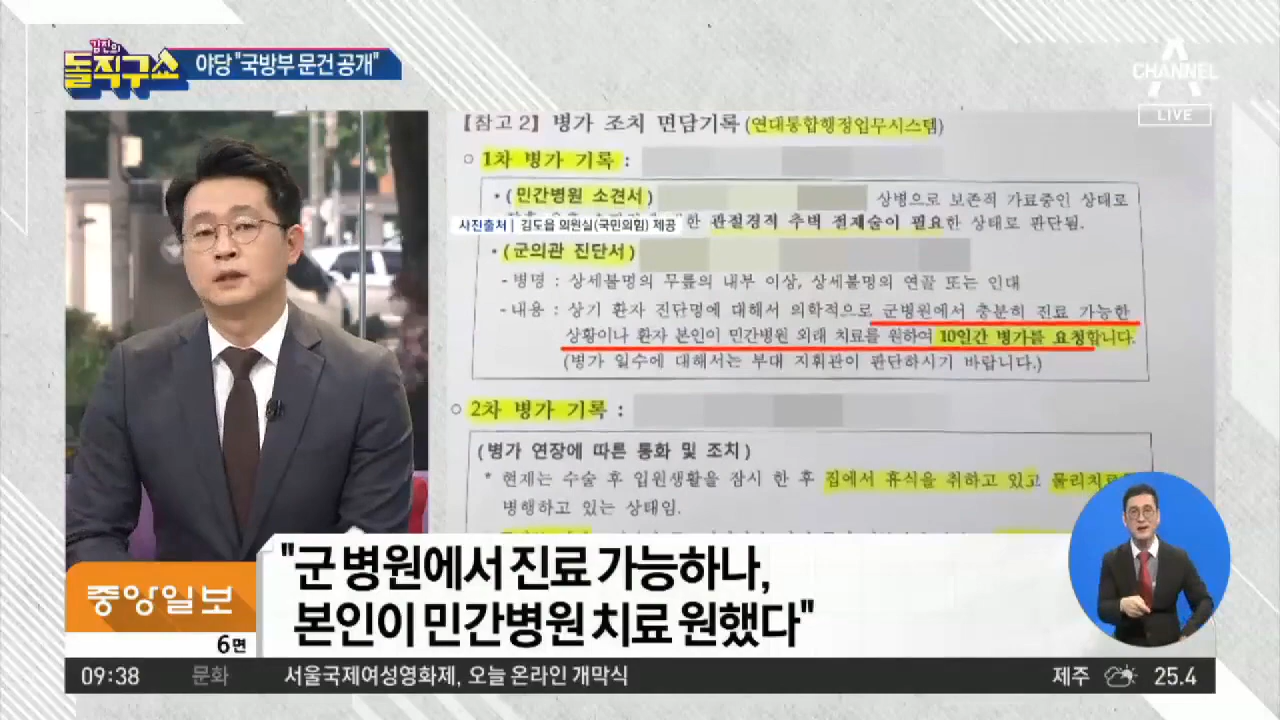 김진의
돌직구쇼
야당 "국방부 문건 공개"
CHANNEL
LIVE
【참고 2】 병가 조치 면담기록(연대통합행정업무시스템)
○ 1차 병가 기록 :
• (민간병원 소견서) 상병으로 보존적 가료중인 상태로
한 관절경적 추벽 절제술이 필요한 상태로 판단됨.
사진출처 | 김도읍 의원실(국민의힘) 제공
• (군의관 진단서)
- 병명 : 상세불명의 무릎의 내부 이상, 상세불명의 연골 또는 인대
- 내용 : 상기 환자 진단명에 대해서 의학적으로 군병원에서 충분히 진료 가능한
상황이나 환자 본인이 민간병원 외래 치료를 원하여 10일간 병가를 요청합니다.
(병가 일수에 대해서는 부대 지휘관이 판단하시기 바랍니다.)
○ 2차 병가 기록 :
(병가 연장에 따른 통화 및 조치)
* 현재는 수술 후 입원생활을 잠시 한 후 집에서 휴식을 취하고 있고 물리치료
병행하고 있는 상태임.
중앙일보
6면
"군 병원에서 진료 가능하나,
본인이 민간병원 치료 원했다"
09:38 문화 서울국제여성영화제, 오늘 온라인 개막식 제주 25.4